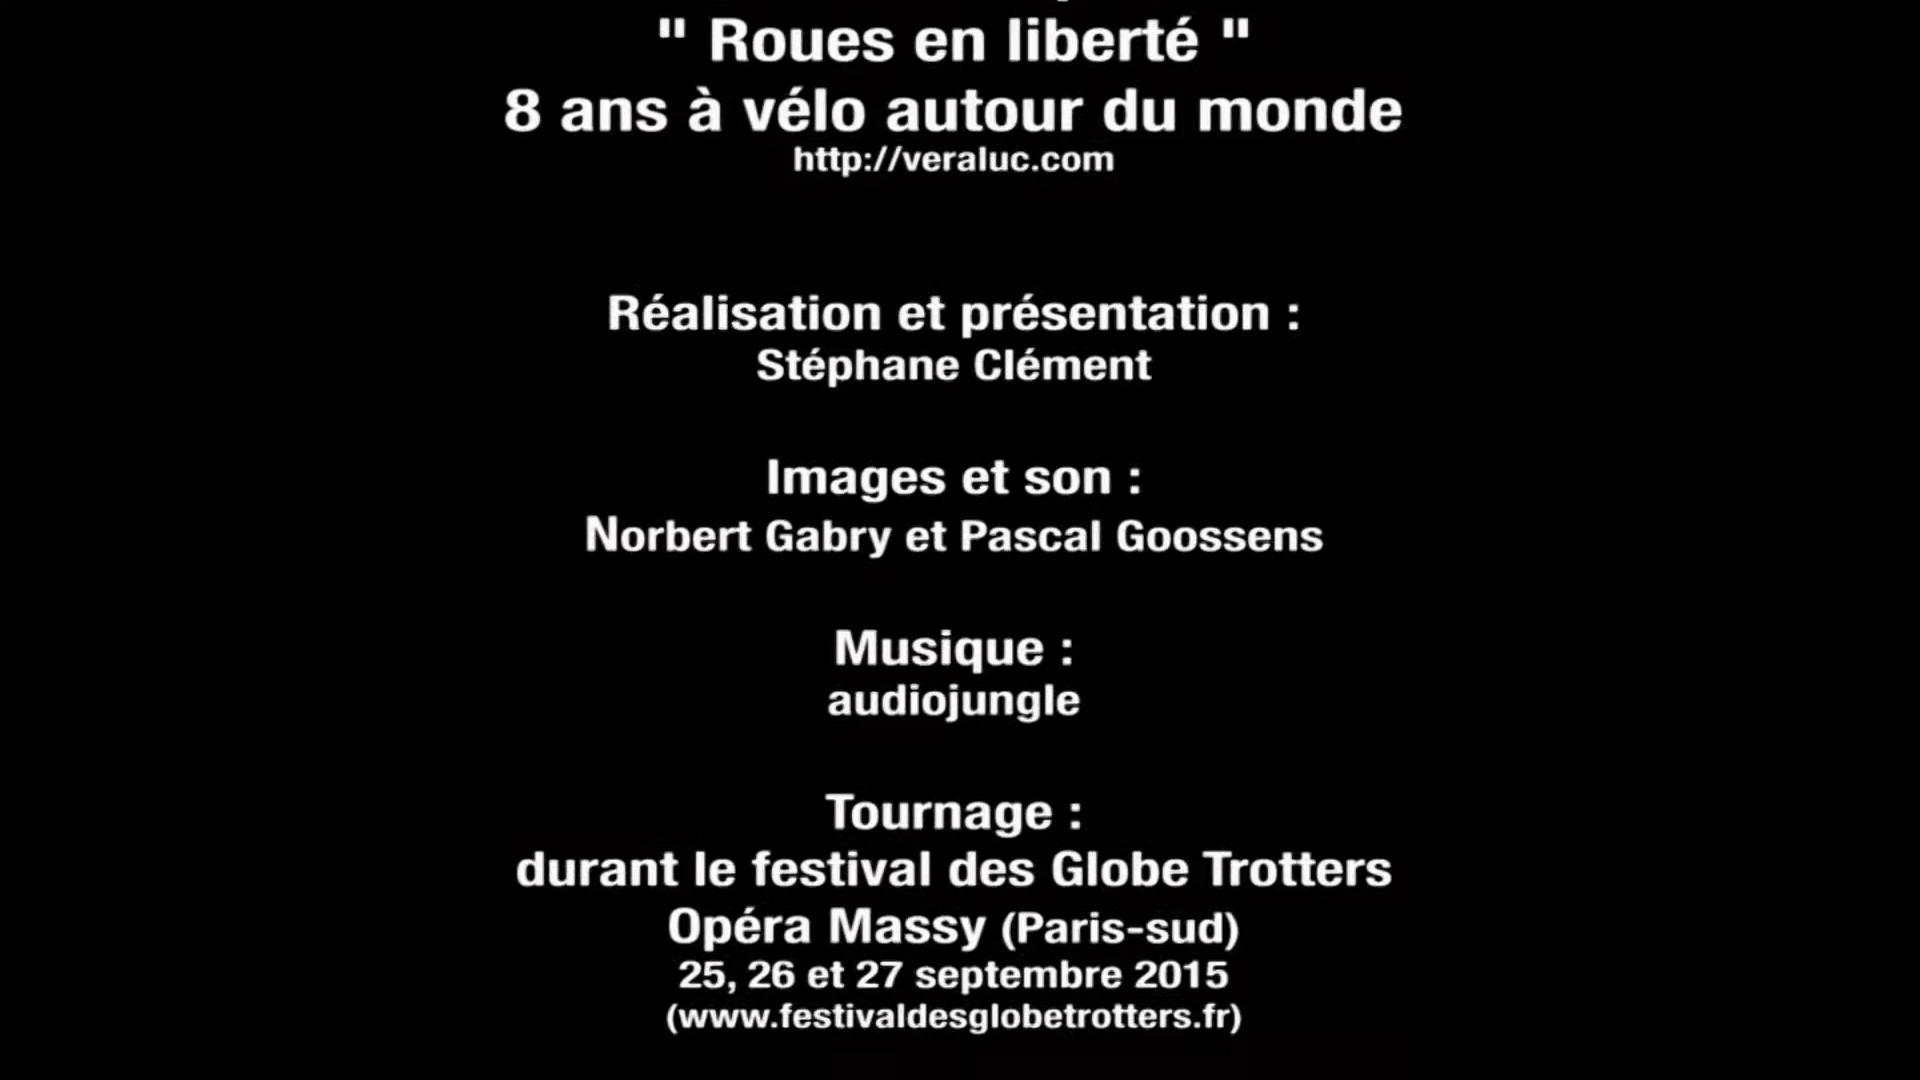 " Roues en liberté "
8 ans à vélo autour du monde
http://veraluc.com
Réalisation et présentation :
Stéphane Clément
Images et son :
Norbert Gabry et Pascal Goossens
Musique :
audiojungle
Tournage :
durant le festival des Globe Trotters
Opéra Massy (Paris-sud)
25, 26 et 27 septembre 2015
(www.festivaldesglobetrotters.fr)